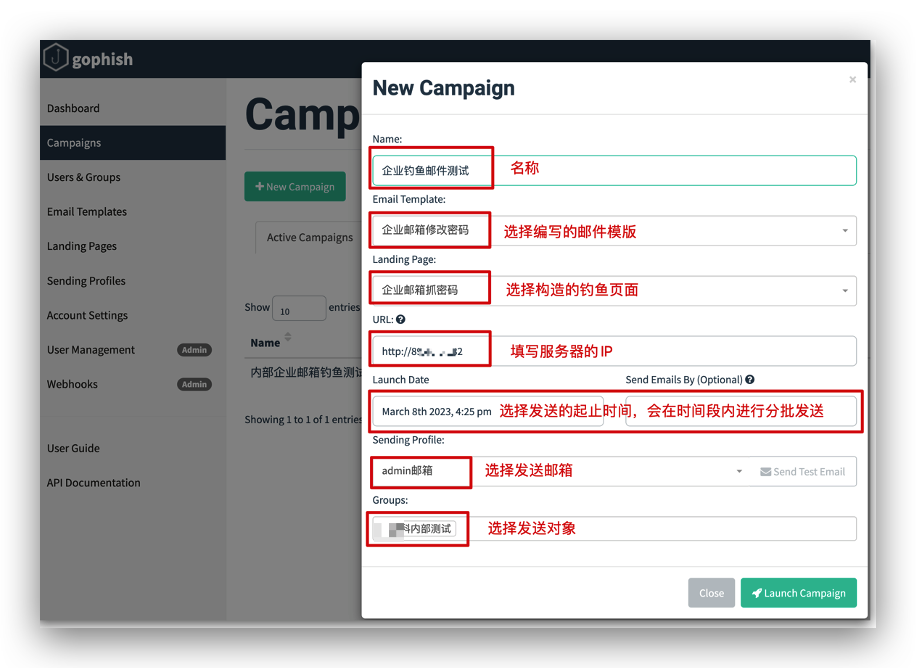 gophish
New Campaign
×
Dashboard
Campaigns
Users & Groups
Email Templates
Landing Pages
Sending Profiles
Account Settings
User Management Admin
Webhooks Admin
User Guide
API Documentation
Camp
New Campaign
Active Campaigns
Show 10 entries
Name
内部企业邮箱钓鱼测试
Showing 1 to 1 of 1 entries
Name:
企业钓鱼邮件测试 名称
Email Template:
企业邮箱修改密码 选择编写的邮件模版
Landing Page:
企业邮箱抓密码 选择构造的钓鱼页面
URL:
http://8 2 填写服务器的IP
Launch Date Send Emails By (Optional)
March 8th 2023, 4:25 pm 选择发送的起止时间，会在时间段内进行分批发送
Sending Profile:
admin邮箱 选择发送邮箱 Send Test Email
Groups:
内部测试 选择发送对象
Close Launch Campaign